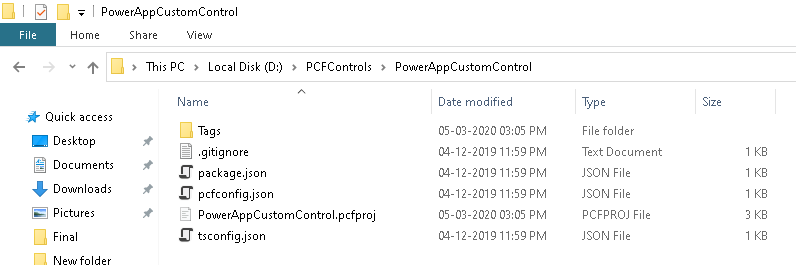 PowerAppCustomControl
File Home Share View
This PC Local Disk (D:) PCFControls PowerAppCustomControl
Name Date modified Type Size
Quick access
Desktop
Documents
Downloads
Pictures
Final
New folder
Tags 05-03-2020 03:05 PM File folder
.gitignore 04-12-2019 11:59 PM Text Document 1 KB
package.json 04-12-2019 11:59 PM JSON File 1 KB
pcfconfig.json 04-12-2019 11:59 PM JSON File 1 KB
PowerAppCustomControl.pcfproj 05-03-2020 03:05 PM PCFPROJ File 3 KB
tsconfig.json 04-12-2019 11:59 PM JSON File 1 KB